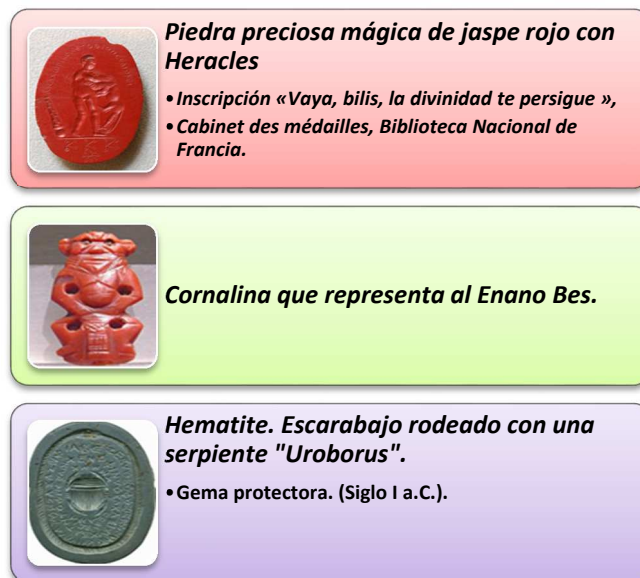 Piedra preciosa mágica de jaspe rojo con
Heracles
•Inscripción «Vaya, bilis, la divinidad te persigue »,
•Cabinet des médailles, Biblioteca Nacional de
Francia.
Cornalina que representa al Enano Bes.
Hematite. Escarabajo rodeado con una
serpiente "Uroborus".
•Gema protectora. (Siglo I a.C.).